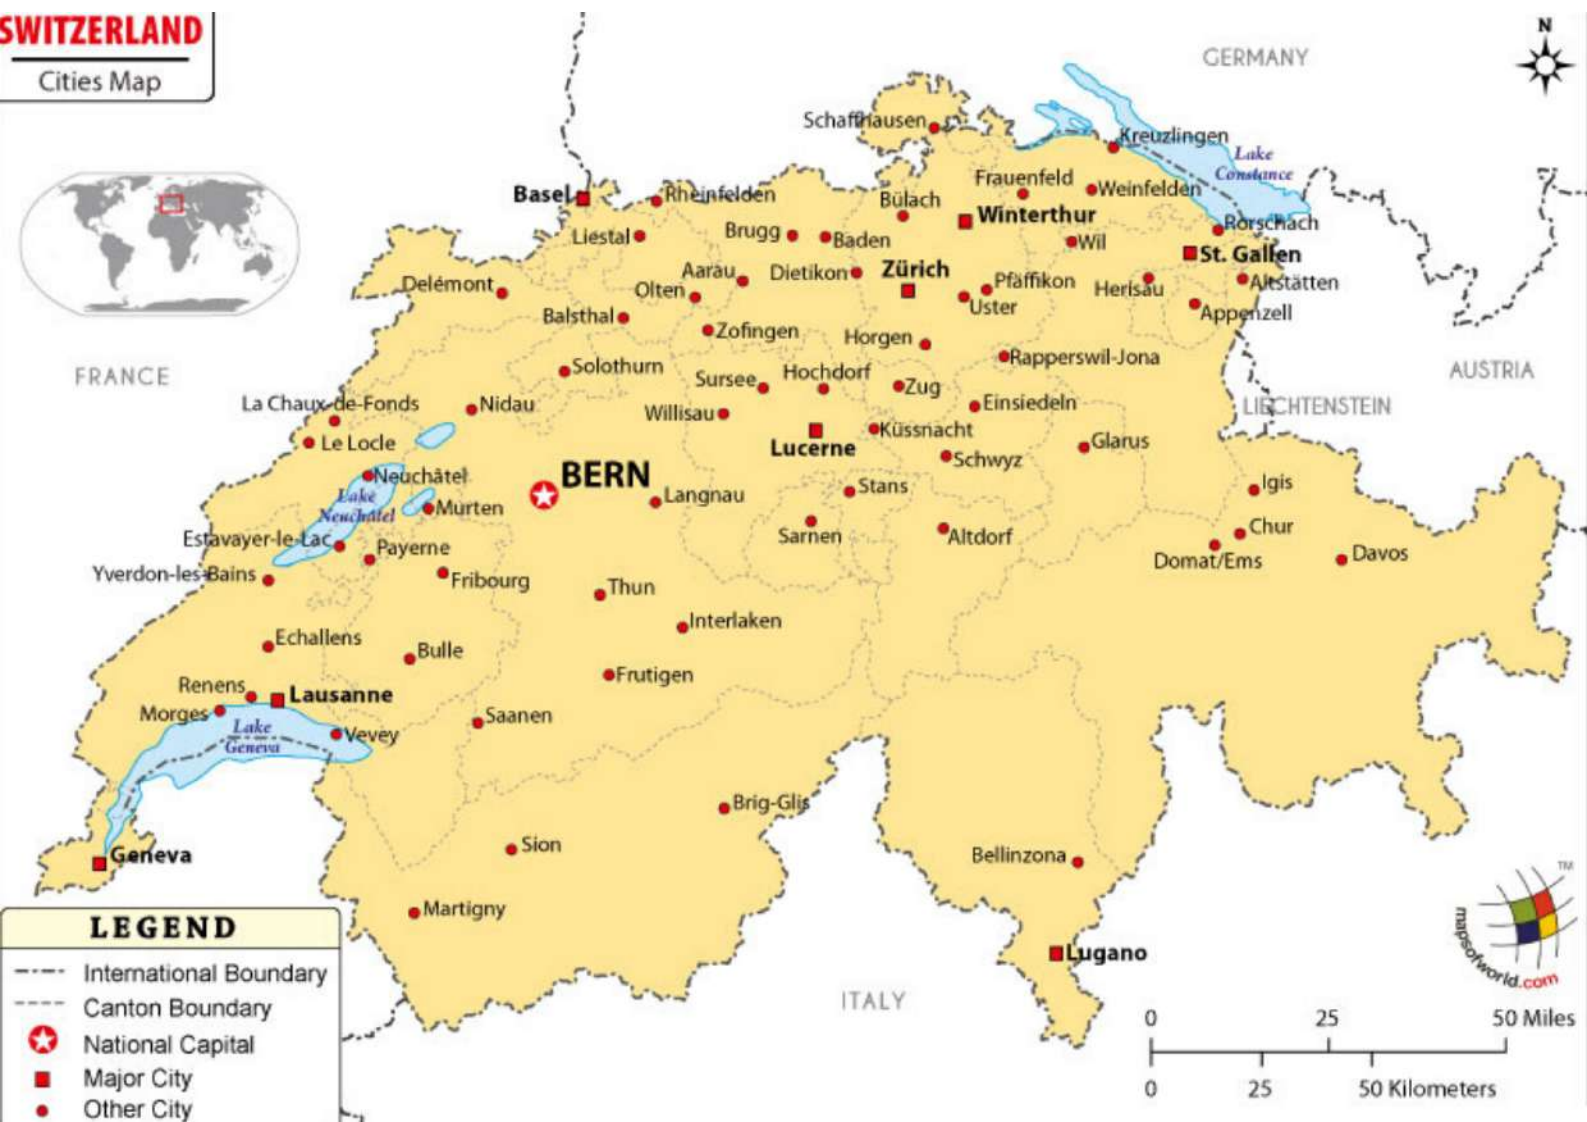 SWITZERLAND
Cities Map
N
GERMANY
Schaffhausen
Kreuzlingen
Lake
Constance
Frauenfeld
Weinfelden
Basel
Rheinfelden
Bülach
Winterthur
Rorschach
Liestal
Brugg
Baden
Wil
St. Gallen
Delémont
Aarau
Dietikon
Zürich
Pfäffikon
Herisau
Altstätten
Olten
Uster
Appenzell
Balsthal
Zofingen
Horgen
Rapperswil-Jona
FRANCE
Solothurn
Sursee
Hochdorf
Zug
AUSTRIA
La Chaux-de-Fonds
Nidau
Willisau
Einsiedeln
LIECHTENSTEIN
Le Locle
Lucerne
Küssnacht
Schwyz
Glarus
Neuchâtel
BERN
Lake
Neuchâtel
Murten
Langnau
Stans
Igis
Estavayer-le-Lac
Payerne
Sarnen
Altdorf
Chur
Domat/Ems
Davos
Yverdon-les-Bains
Fribourg
Thun
Interlaken
Echallens
Bulle
Frutigen
Renens
Lausanne
Morges
Saanen
Lake
Geneva
Vevey
Brig-Glis
Geneva
Sion
Bellinzona
Martigny
Lugano
ITALY
LEGEND
International Boundary
Canton Boundary
National Capital
Major City
Other City
TM
mapsofworld.com
0 25 50 Miles
0 25 50 Kilometers